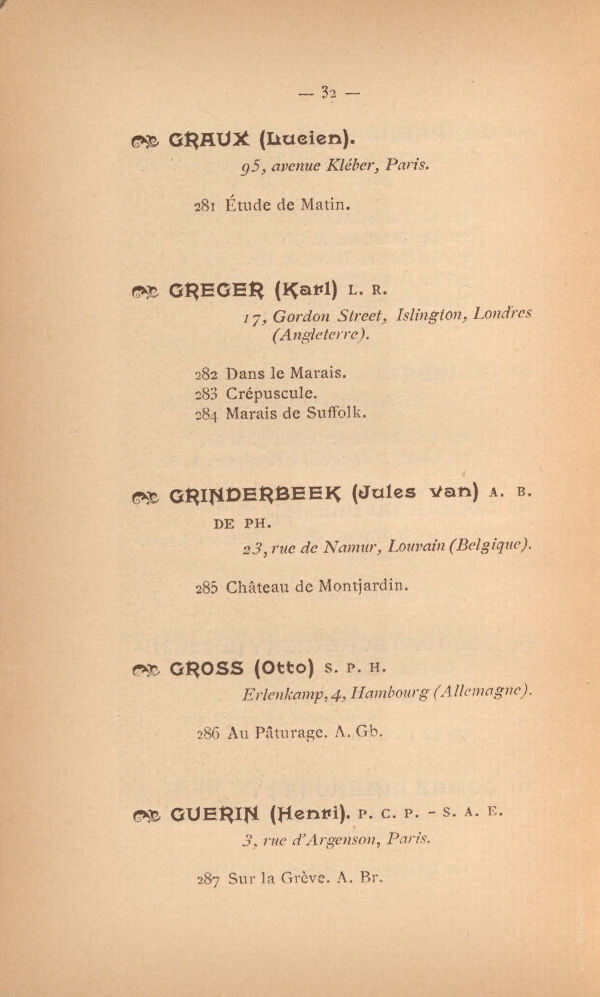 — 32 —
GRAUX (Lucien).
95, avenue Kléber, Paris.
281 Étude de Matin.
GREGER (Karl) L. R.
17, Gordon Street, Islington, Londres
(Angleterre).
282 Dans le Marais.
283 Crépuscule.
284 Marais de Suffolk.
GRINDERBEEK (Jules van) A. B.
DE PH.
23, rue de Namur, Louvain (Belgique).
285 Château de Montjardin.
GROSS (Otto) S. P. H.
Erlenkamp, 4, Hambourg (Allemagne).
286 Au Pâturage. A. Gb.
GUERIN (Henri). P. C. P. - S. A. E.
3, rue d'Argenson, Paris.
287 Sur la Grève. A. Br.